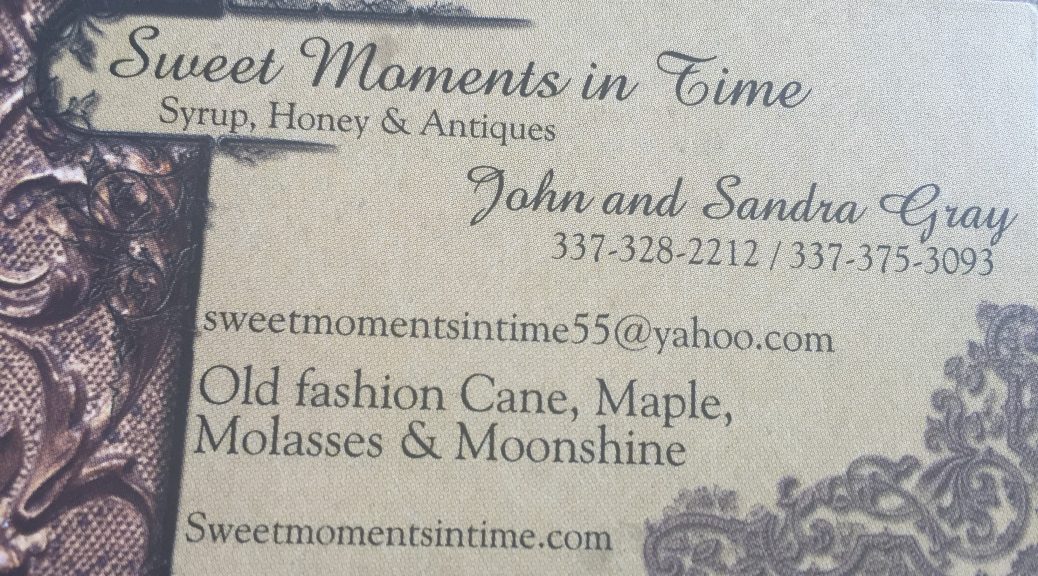 Sweet Moments in Time
Syrup, Honey & Antiques
John and Sandra Gray
337-328-2212 / 337-375-3093
sweetmomentsintime55@yahoo.com
Old fashion Cane, Maple,
Molasses & Moonshine
Sweetmomentsintime.com